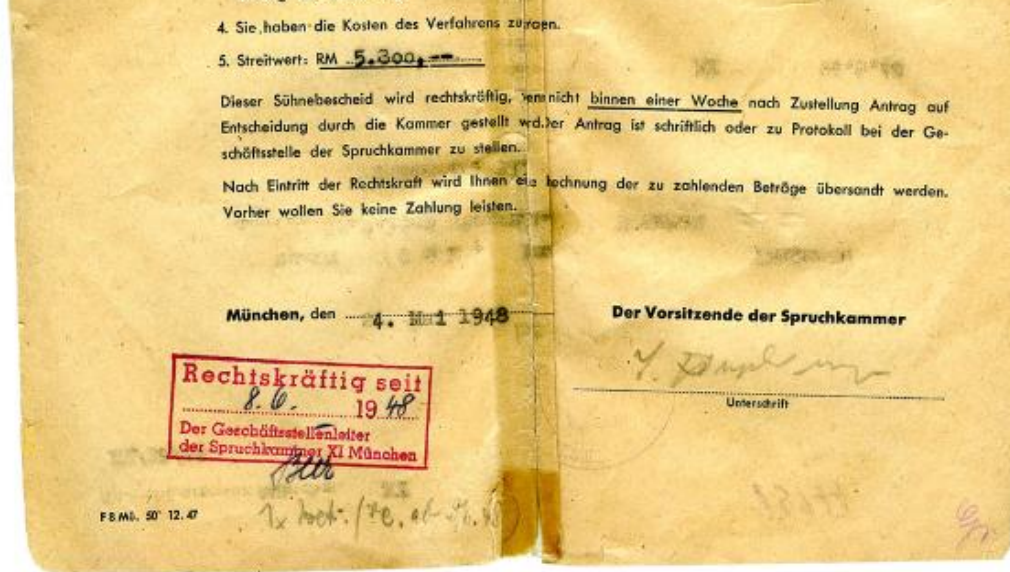 4. Sie haben die Kosten des Verfahrens zu tragen.
5. Streitwert: RM 5.300,--
Dieser Sühnebescheid wird rechtskräftig, wenn nicht binnen einer Woche nach Zustellung Antrag auf
Entscheidung durch die Kammer gestellt wird. Der Antrag ist schriftlich oder zu Protokoll bei der Ge-
schäftsstelle der Spruchkammer zu stellen.
Nach Eintritt der Rechtskraft wird Ihnen eine Rechnung der zu zahlenden Beträge übersandt werden.
Vorher wollen Sie keine Zahlung leisten.
München, den 4. Mai 1948
Der Vorsitzende der Spruchkammer
Unterschrift
Rechtskräftig seit
8. 6. 1948
Der Geschäftsstellenleiter
der Spruchkammer XI München
FB Mü. 50' 12. 47